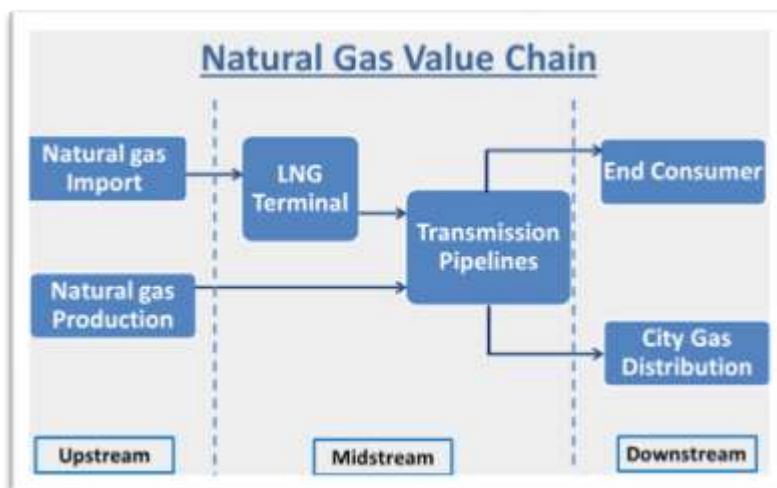 Natural Gas Value Chain
Natural gas
Import
LNG
Terminal
End Consumer
Transmission
Pipelines
Natural gas
Production
City Gas
Distribution
Upstream
Midstream
Downstream